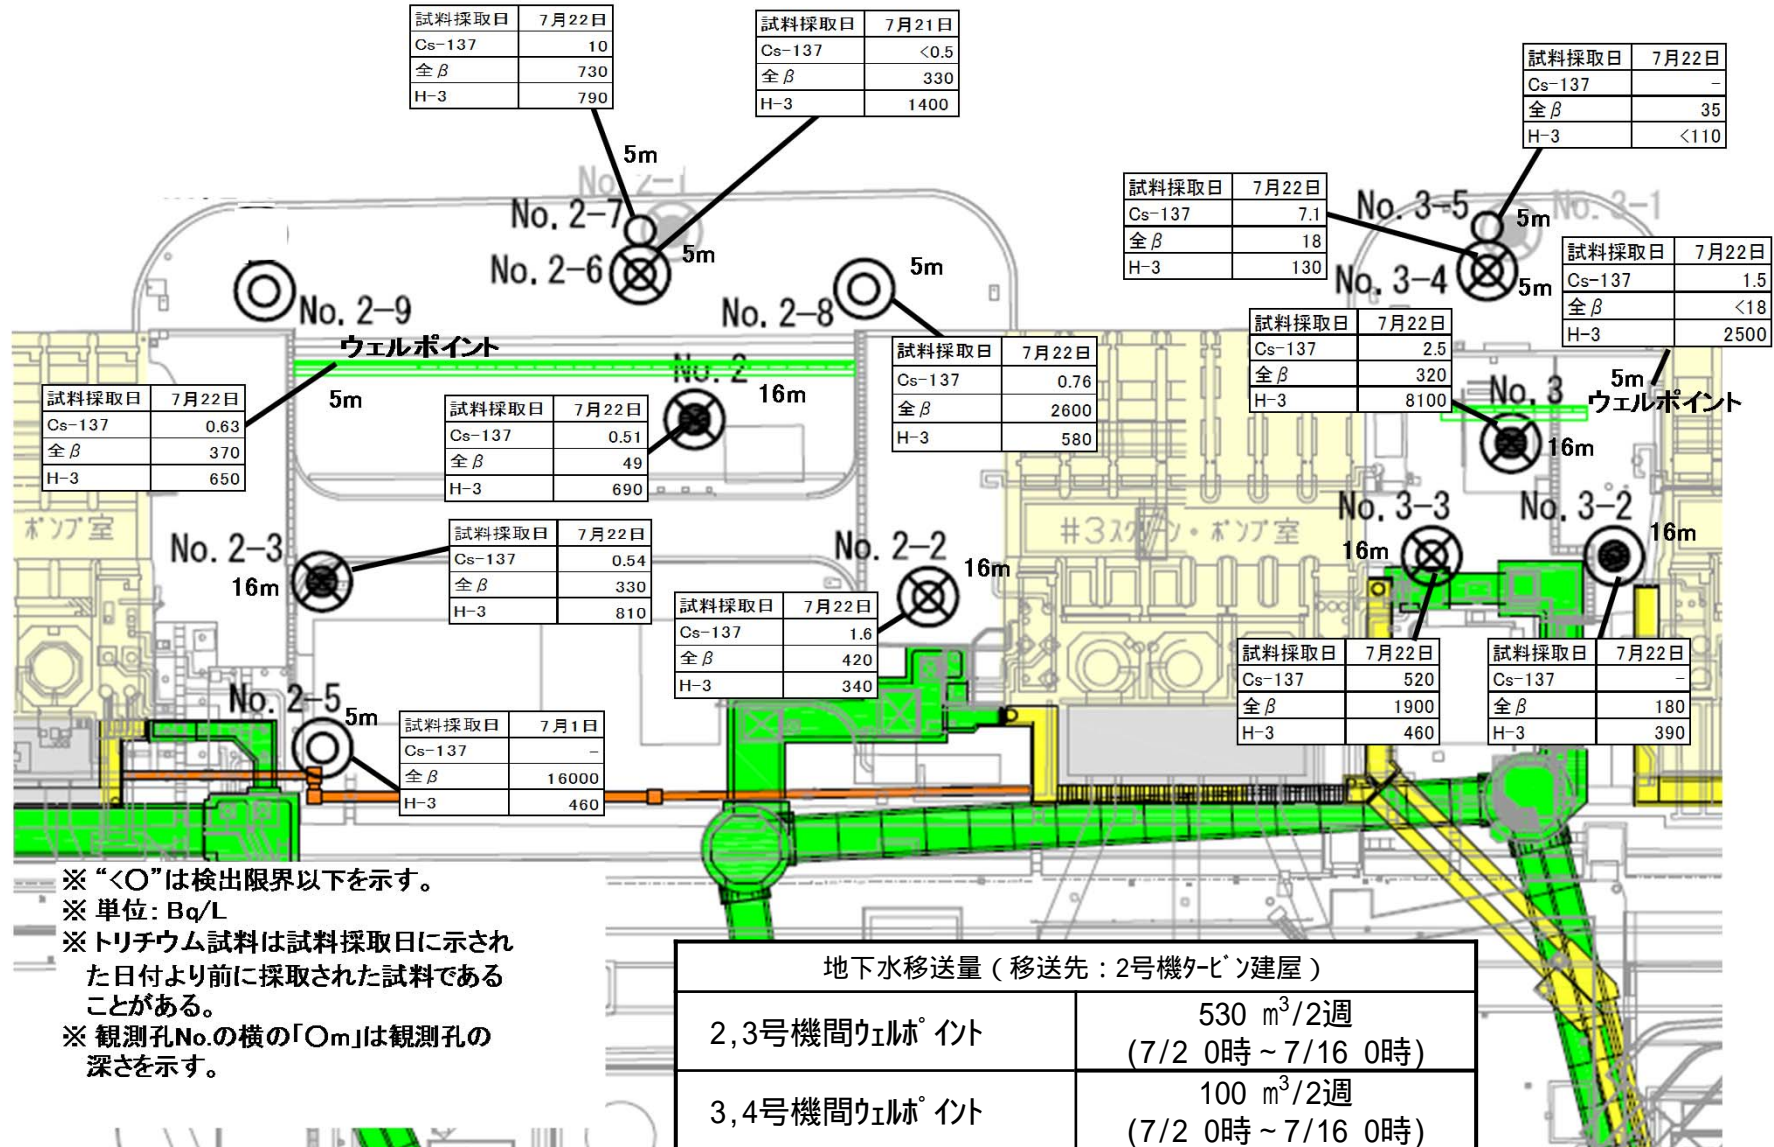 試料採取日 7月22日
Cs-137 10
全β 730
H-3 790
試料採取日 7月21日
Cs-137 <0.5
全β 330
H-3 1400
試料採取日 7月22日
Cs-137 -
全β 35
H-3 <110
5m
No. 2-1
No. 2-7
No. 2-6
5m
No. 2-9
No. 2-8
5m
試料採取日 7月22日
Cs-137 7.1
全β 18
H-3 130
No. 3-5
5m
No. 3-1
No. 3-4
5m
試料採取日 7月22日
Cs-137 1.5
全β <18
H-3 2500
ウェルポイント
5m
No. 2
16m
試料採取日 7月22日
Cs-137 0.63
全β 370
H-3 650
試料採取日 7月22日
Cs-137 0.51
全β 49
H-3 690
試料採取日 7月22日
Cs-137 0.76
全β 2600
H-3 580
試料採取日 7月22日
Cs-137 2.5
全β 320
H-3 8100
No. 3
16m
5m
ウェルポイント
ポンプ室
No. 2-3
16m
試料採取日 7月22日
Cs-137 0.54
全β 330
H-3 810
No. 2-2
16m
#3スクリーン・ポンプ室
No. 3-3
16m
No. 3-2
16m
試料採取日 7月22日
Cs-137 1.6
全β 420
H-3 340
試料採取日 7月22日
Cs-137 520
全β 1900
H-3 460
試料採取日 7月22日
Cs-137 -
全β 180
H-3 390
No. 2-5
5m
試料採取日 7月1日
Cs-137 -
全β 16000
H-3 460
※ “<○”は検出限界以下を示す。
※ 単位: Bq/L
※ トリチウム試料は試料採取日に示され
た日付より前に採取された試料である
ことがある。
※ 観測孔No.の横の「○m」は観測孔の
深さを示す。
地下水移送量(移送先:2号機ﾀｰﾋﾞﾝ建屋)
2,3号機間ｳｪﾙﾎﾟｲﾝﾄ 530 m³/2週
(7/2 0時~7/16 0時)
3,4号機間ｳｪﾙﾎﾟｲﾝﾄ 100 m³/2週
(7/2 0時~7/16 0時)